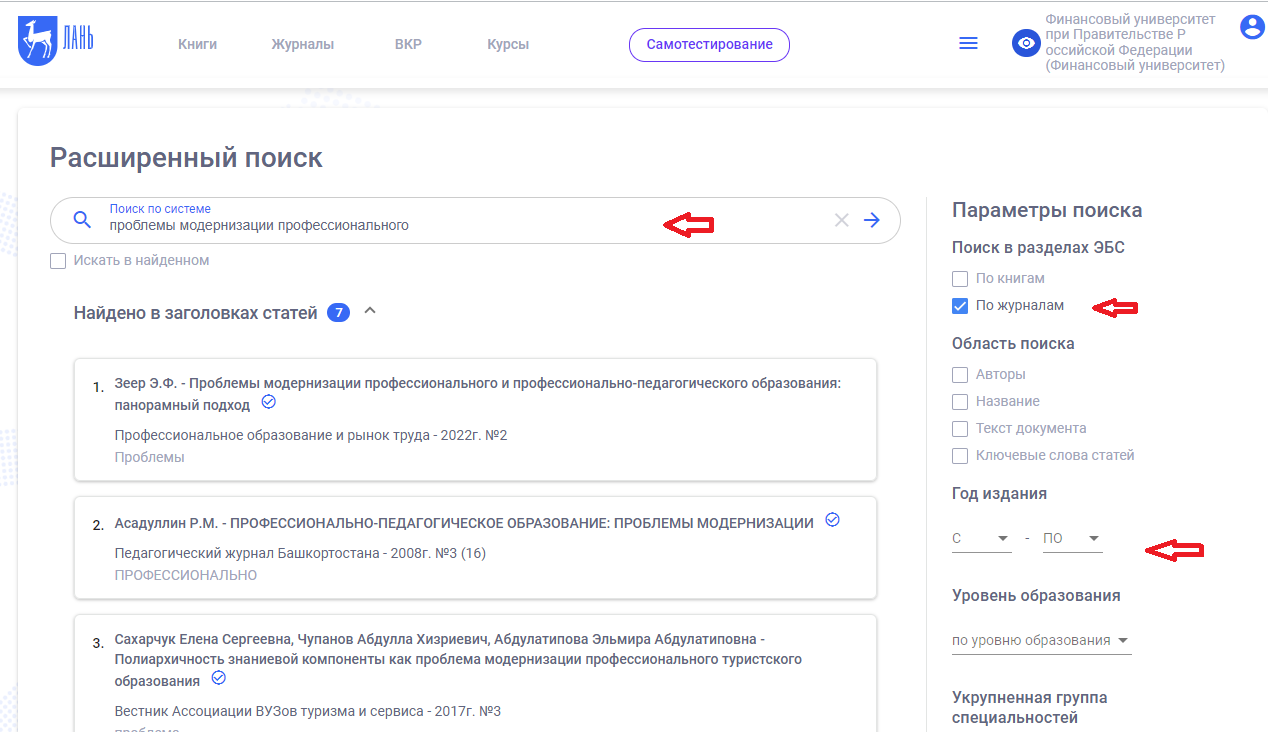 ЛАНЬ
Книги
Журналы
ВКР
Курсы
Самотестирование
Финансовый университет
при Правительстве Р
оссийской Федерации
(Финансовый университет)
Расширенный поиск
Поиск по системе
проблемы модернизации профессионального
Искать в найденном
Найдено в заголовках статей 7
1. Зеер Э.Ф. - Проблемы модернизации профессионального и профессионально-педагогического образования:
панорамный подход
Профессиональное образование и рынок труда - 2022г. №2
Проблемы
2. Асадуллин Р.М. - ПРОФЕССИОНАЛЬНО-ПЕДАГОГИЧЕСКОЕ ОБРАЗОВАНИЕ: ПРОБЛЕМЫ МОДЕРНИЗАЦИИ
Педагогический журнал Башкортостана - 2008г. №3 (16)
ПРОФЕССИОНАЛЬНО
3. Сахарчук Елена Сергеевна, Чупанов Абдулла Хизриевич, Абдулатипова Эльмира Абдулатиповна -
Полиархичность знаниевой компоненты как проблема модернизации профессионального туристского
образования
Вестник Ассоциации ВУЗов туризма и сервиса - 2017г. №3
проблема
Параметры поиска
Поиск в разделах ЭБС
По книгам
По журналам
Область поиска
Авторы
Название
Текст документа
Ключевые слова статей
Год издания
С - ПО
Уровень образования
по уровню образования
Укрупненная группа
специальностей